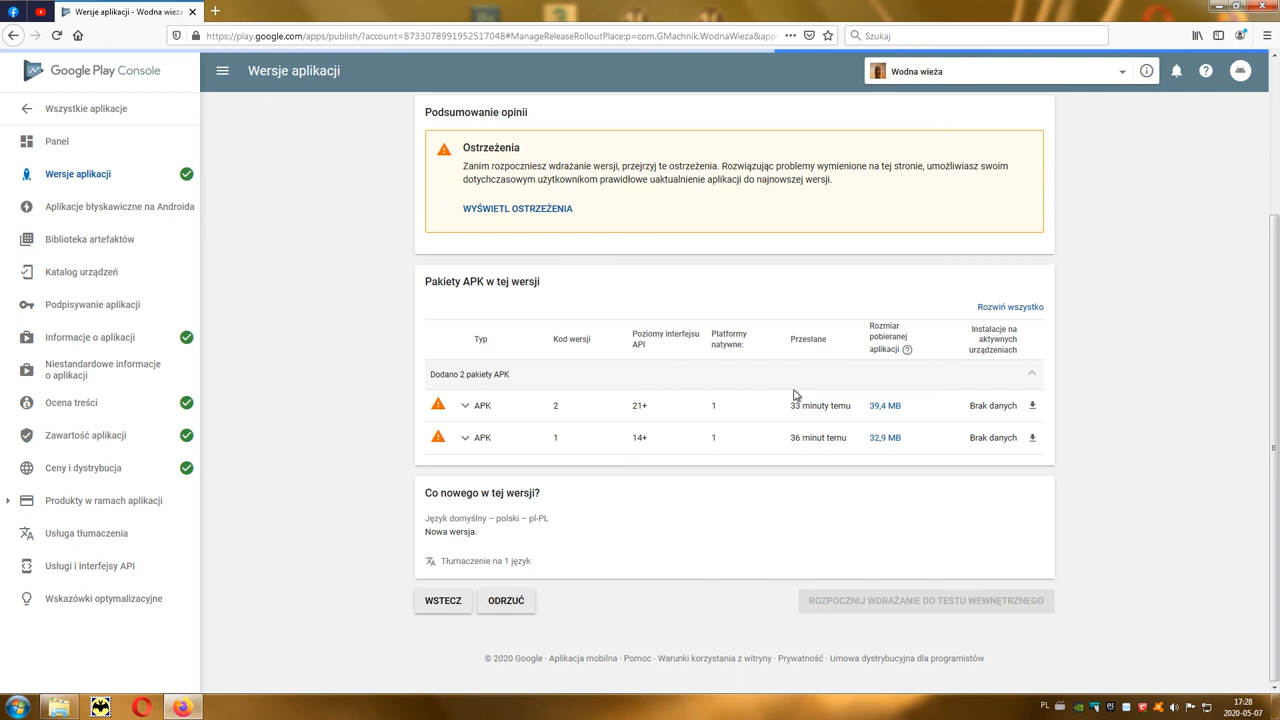 Wersje aplikacji - Wodna wieża
https://play.google.com/apps/publish/?account=8733078991952517048#ManageReleaseRolloutPlace:p=com.GMachnik.WodnaWieza&app
Szukaj
Google Play Console
Wersje aplikacji
Wodna wieża
Wszystkie aplikacje
Panel
Wersje aplikacji
Aplikacje błyskawiczne na Androida
Biblioteka artefaktów
Katalog urządzeń
Podpisywanie aplikacji
Informacje o aplikacji
Niestandardowe informacje
o aplikacji
Ocena treści
Zawartość aplikacji
Ceny i dystrybucja
Produkty w ramach aplikacji
Usługa tłumaczenia
Usługi i interfejsy API
Wskazówki optymalizacyjne
Podsumowanie opinii
Ostrzeżenia
Zanim rozpoczniesz wdrażanie wersji, przejrzyj te ostrzeżenia. Rozwiązując problemy wymienione na tej stronie, umożliwiasz swoim
dotychczasowym użytkownikom prawidłowe uaktualnienie aplikacji do najnowszej wersji.
WYŚWIETL OSTRZEŻENIA
Pakiety APK w tej wersji
Rozwiń wszystko
Typ
Kod wersji
Poziomy interfejsu
API
Platformy
natywne:
Przesłane
Rozmiar
pobieranej
aplikacji
Instalacje na
aktywnych
urządzeniach
Dodano 2 pakiety APK
APK 2 21+ 1 33 minuty temu 39,4 MB Brak danych
APK 1 14+ 1 36 minut temu 32,9 MB Brak danych
Co nowego w tej wersji?
Język domyślny – polski – pl-PL
Nowa wersja.
Tłumaczenie na 1 język
WSTECZ ODRZUĆ ROZPOCZNIJ WDRAŻANIE DO TESTU WEWNĘTRZNEGO
© 2020 Google · Aplikacja mobilna · Pomoc · Warunki korzystania z witryny · Prywatność · Umowa dystrybucyjna dla programistów
PL
17:28
2020-05-07